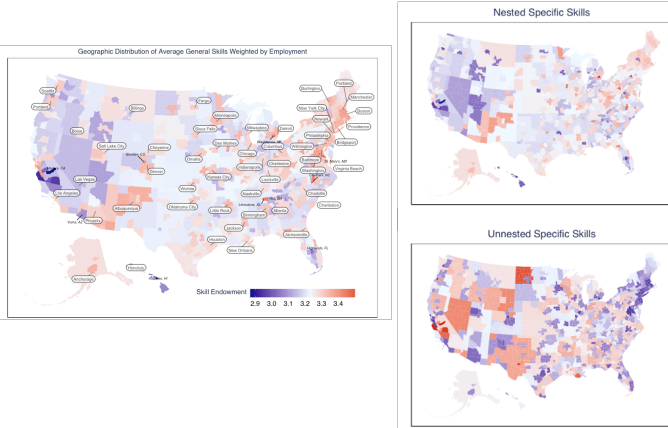 Geographic Distribution of Average General Skills Weighted by Employment
Seattle
Portland
Billings
Fargo
Minneapolis
Boise
Sioux Falls
Milwaukee
Detroit
Burlington
Portland
Manchester
New York City
Boston
Newark
Providence
Philadelphia
Bridgeport
Salt Lake City
Cheyenne
Des Moines
Chicago
Columbus
Wilmington
Omaha
Denver
Indianapolis
Baltimore
Charleston
Washington
Virginia Beach
Las Vegas
Kansas City
Louisville
Wichita
Nashville
Charlotte
Los Angeles
Oklahoma City
Little Rock
Charleston
Albuquerque
Phoenix
Birmingham
Atlanta
Jackson
Jacksonville
Houston
New Orleans
Honolulu
Anchorage
Skill Endowment
2.9 3.0 3.1 3.2 3.3 3.4
Nested Specific Skills
Unnested Specific Skills